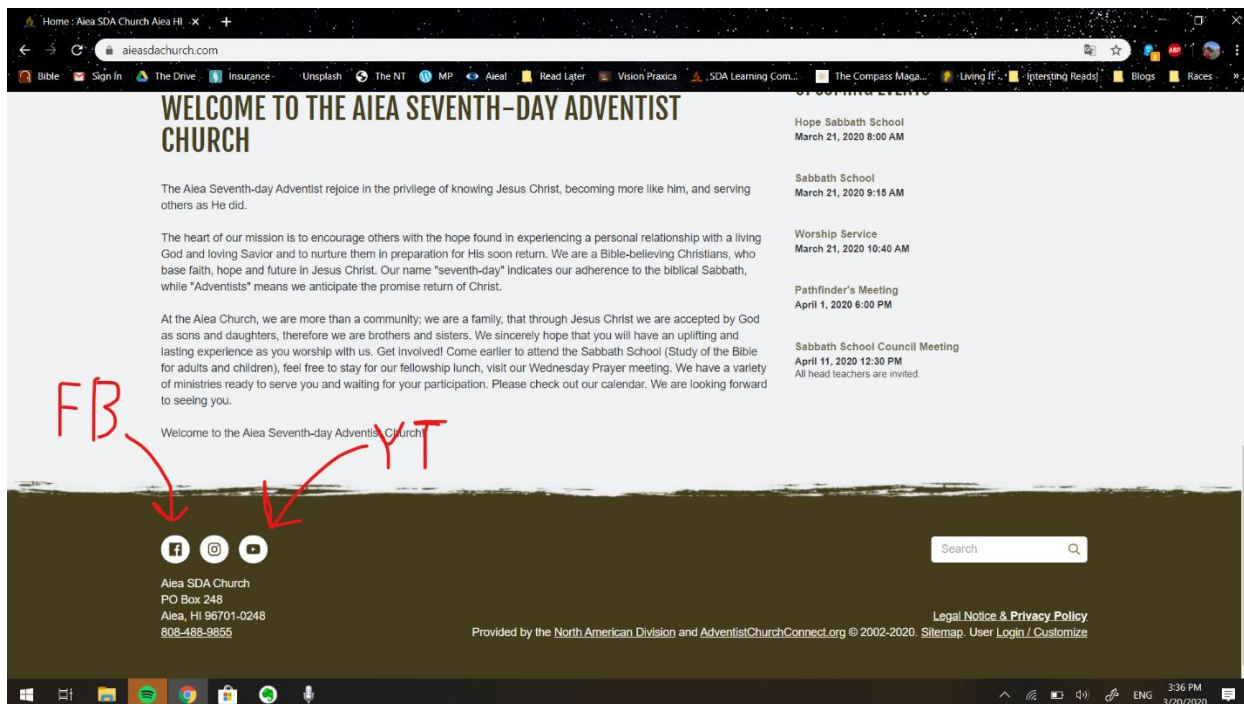 Home : Aiea SDA Church Aiea HI
aieasdachurch.com
Bible Sign In The Drive Insurance Unsplash The NT MP Aiea! Read Later Vision Praxica SDA Learning Com... The Compass Maga... Living It Intersting Reads! Blogs Races »
WELCOME TO THE AIEA SEVENTH-DAY ADVENTIST
CHURCH
The Aiea Seventh-day Adventist rejoice in the privilege of knowing Jesus Christ, becoming more like him, and serving
others as He did.
The heart of our mission is to encourage others with the hope found in experiencing a personal relationship with a living
God and loving Savior and to nurture them in preparation for His soon return. We are a Bible-believing Christians, who
base faith, hope and future in Jesus Christ. Our name "seventh-day" indicates our adherence to the biblical Sabbath,
while "Adventists" means we anticipate the promise return of Christ.
At the Aiea Church, we are more than a community; we are a family, that through Jesus Christ we are accepted by God
as sons and daughters, therefore we are brothers and sisters. We sincerely hope that you will have an uplifting and
lasting experience as you worship with us. Get involved! Come earlier to attend the Sabbath School (Study of the Bible
for adults and children), feel free to stay for our fellowship lunch, visit our Wednesday Prayer meeting. We have a variety
of ministries ready to serve you and waiting for your participation. Please check out our calendar. We are looking forward
to seeing you.
Welcome to the Aiea Seventh-day Adventist Church!
UPCOMING EVENTS
Hope Sabbath School
March 21, 2020 8:00 AM
Sabbath School
March 21, 2020 9:15 AM
Worship Service
March 21, 2020 10:40 AM
Pathfinder's Meeting
April 1, 2020 6:00 PM
Sabbath School Council Meeting
April 11, 2020 12:30 PM
All head teachers are invited.
FB
YT
Aiea SDA Church
PO Box 248
Aiea, HI 96701-0248
808-488-9855
Search
Legal Notice & Privacy Policy
Provided by the North American Division and AdventistChurchConnect.org © 2002-2020. Sitemap. User Login / Customize
ENG
3:36 PM
3/20/2020